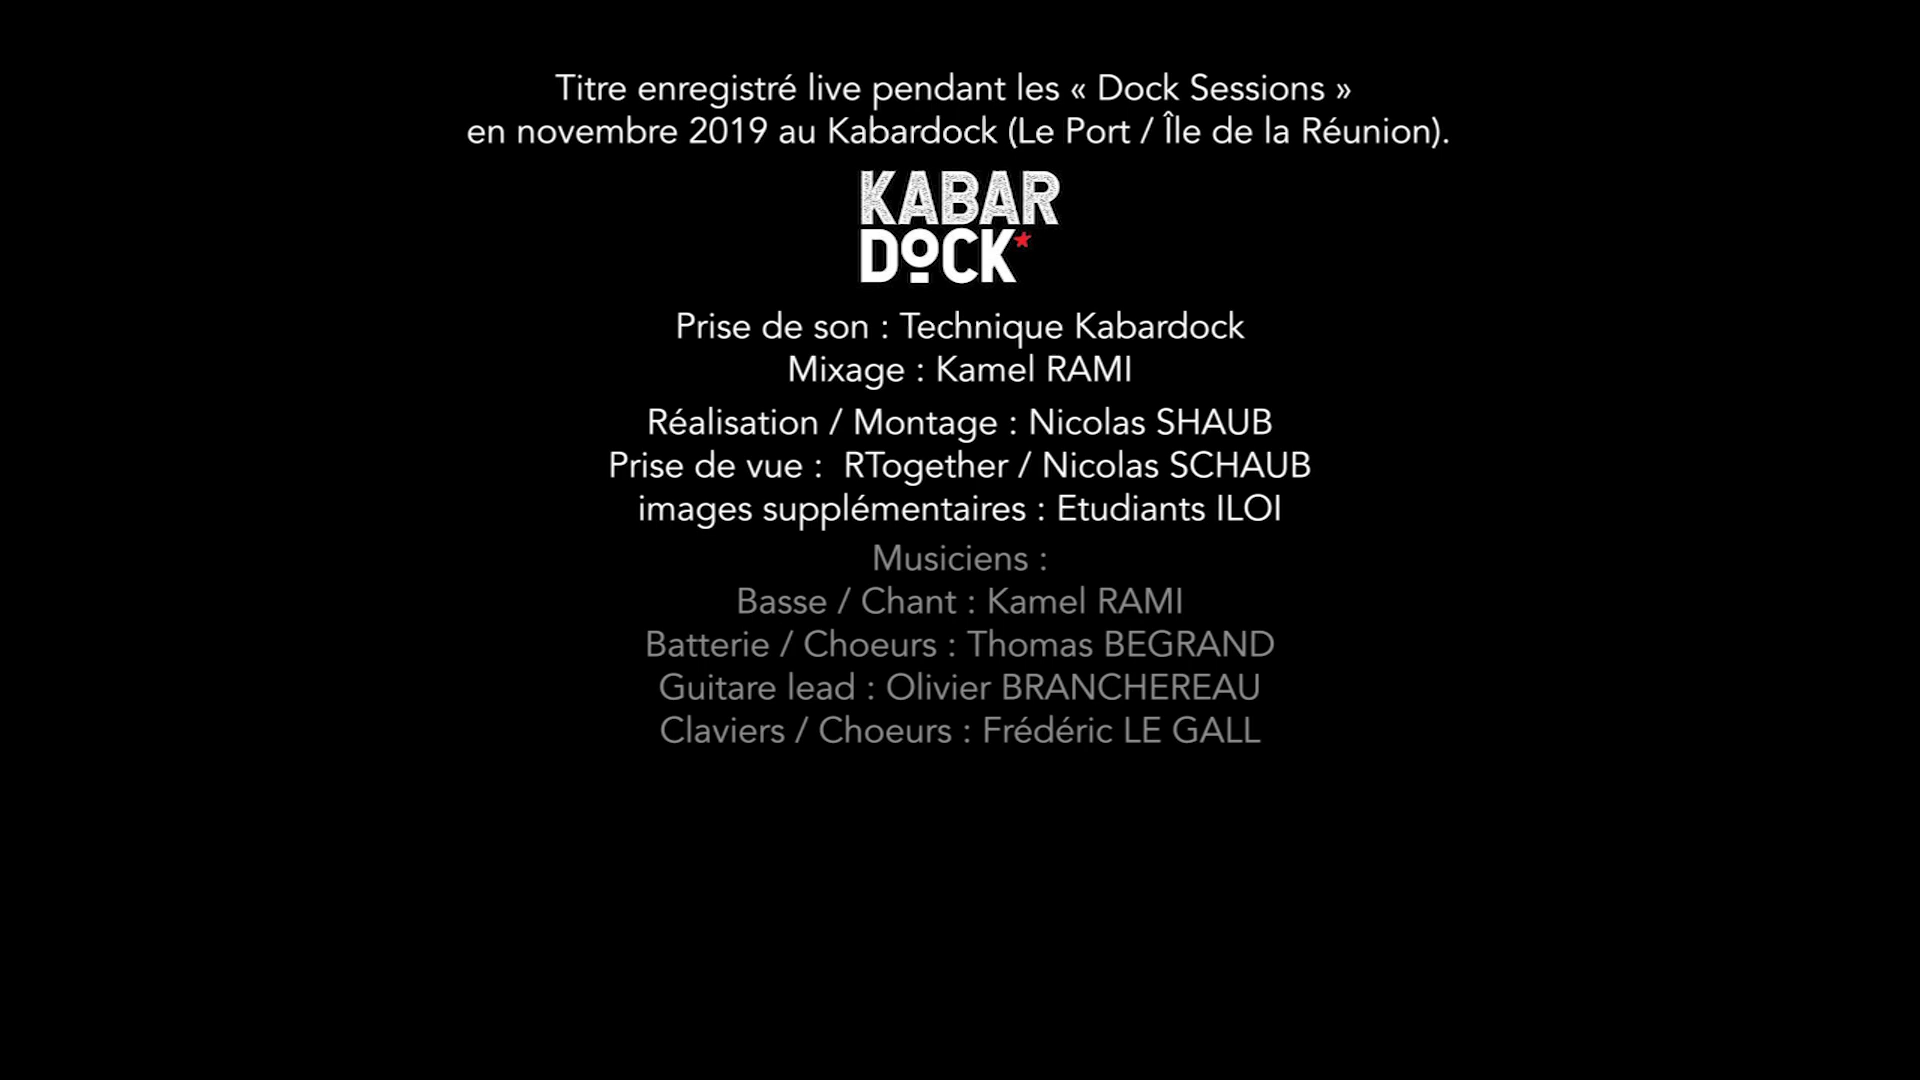 Titre enregistré live pendant les « Dock Sessions »
en novembre 2019 au Kabardock (Le Port / Île de la Réunion).
KABAR
DOCK*
Prise de son : Technique Kabardock
Mixage : Kamel RAMI
Réalisation / Montage : Nicolas SHAUB
Prise de vue :  RTogether / Nicolas SCHAUB
images supplémentaires : Etudiants ILOI
Musiciens :
Basse / Chant : Kamel RAMI
Batterie / Choeurs : Thomas BEGRAND
Guitare lead : Olivier BRANCHEREAU
Claviers / Choeurs : Frédéric LE GALL